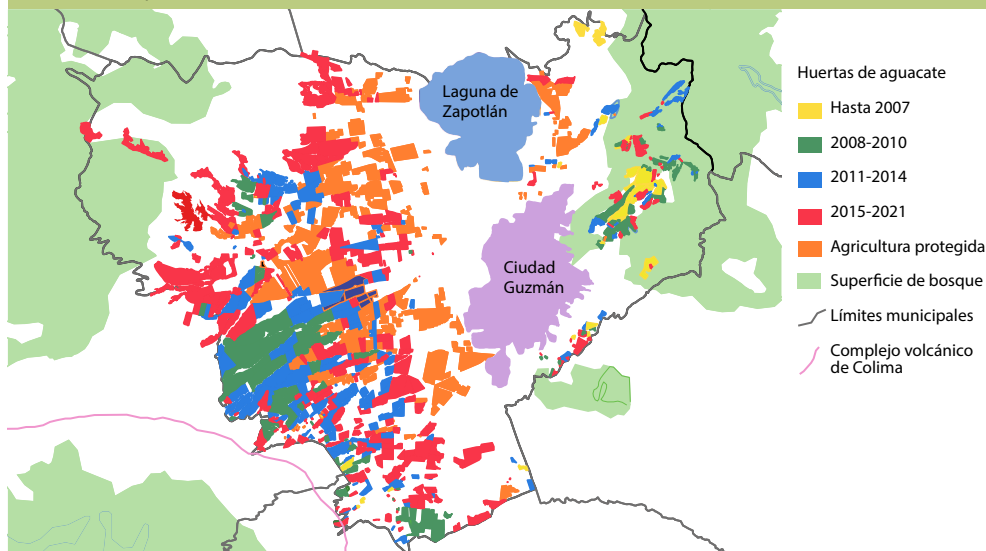 Laguna de
Zapotlán
Ciudad
Guzmán
Huertas de aguacate
Hasta 2007
2008-2010
2011-2014
2015-2021
Agricultura protegida
Superficie de bosque
Límites municipales
Complejo volcánico
de Colima